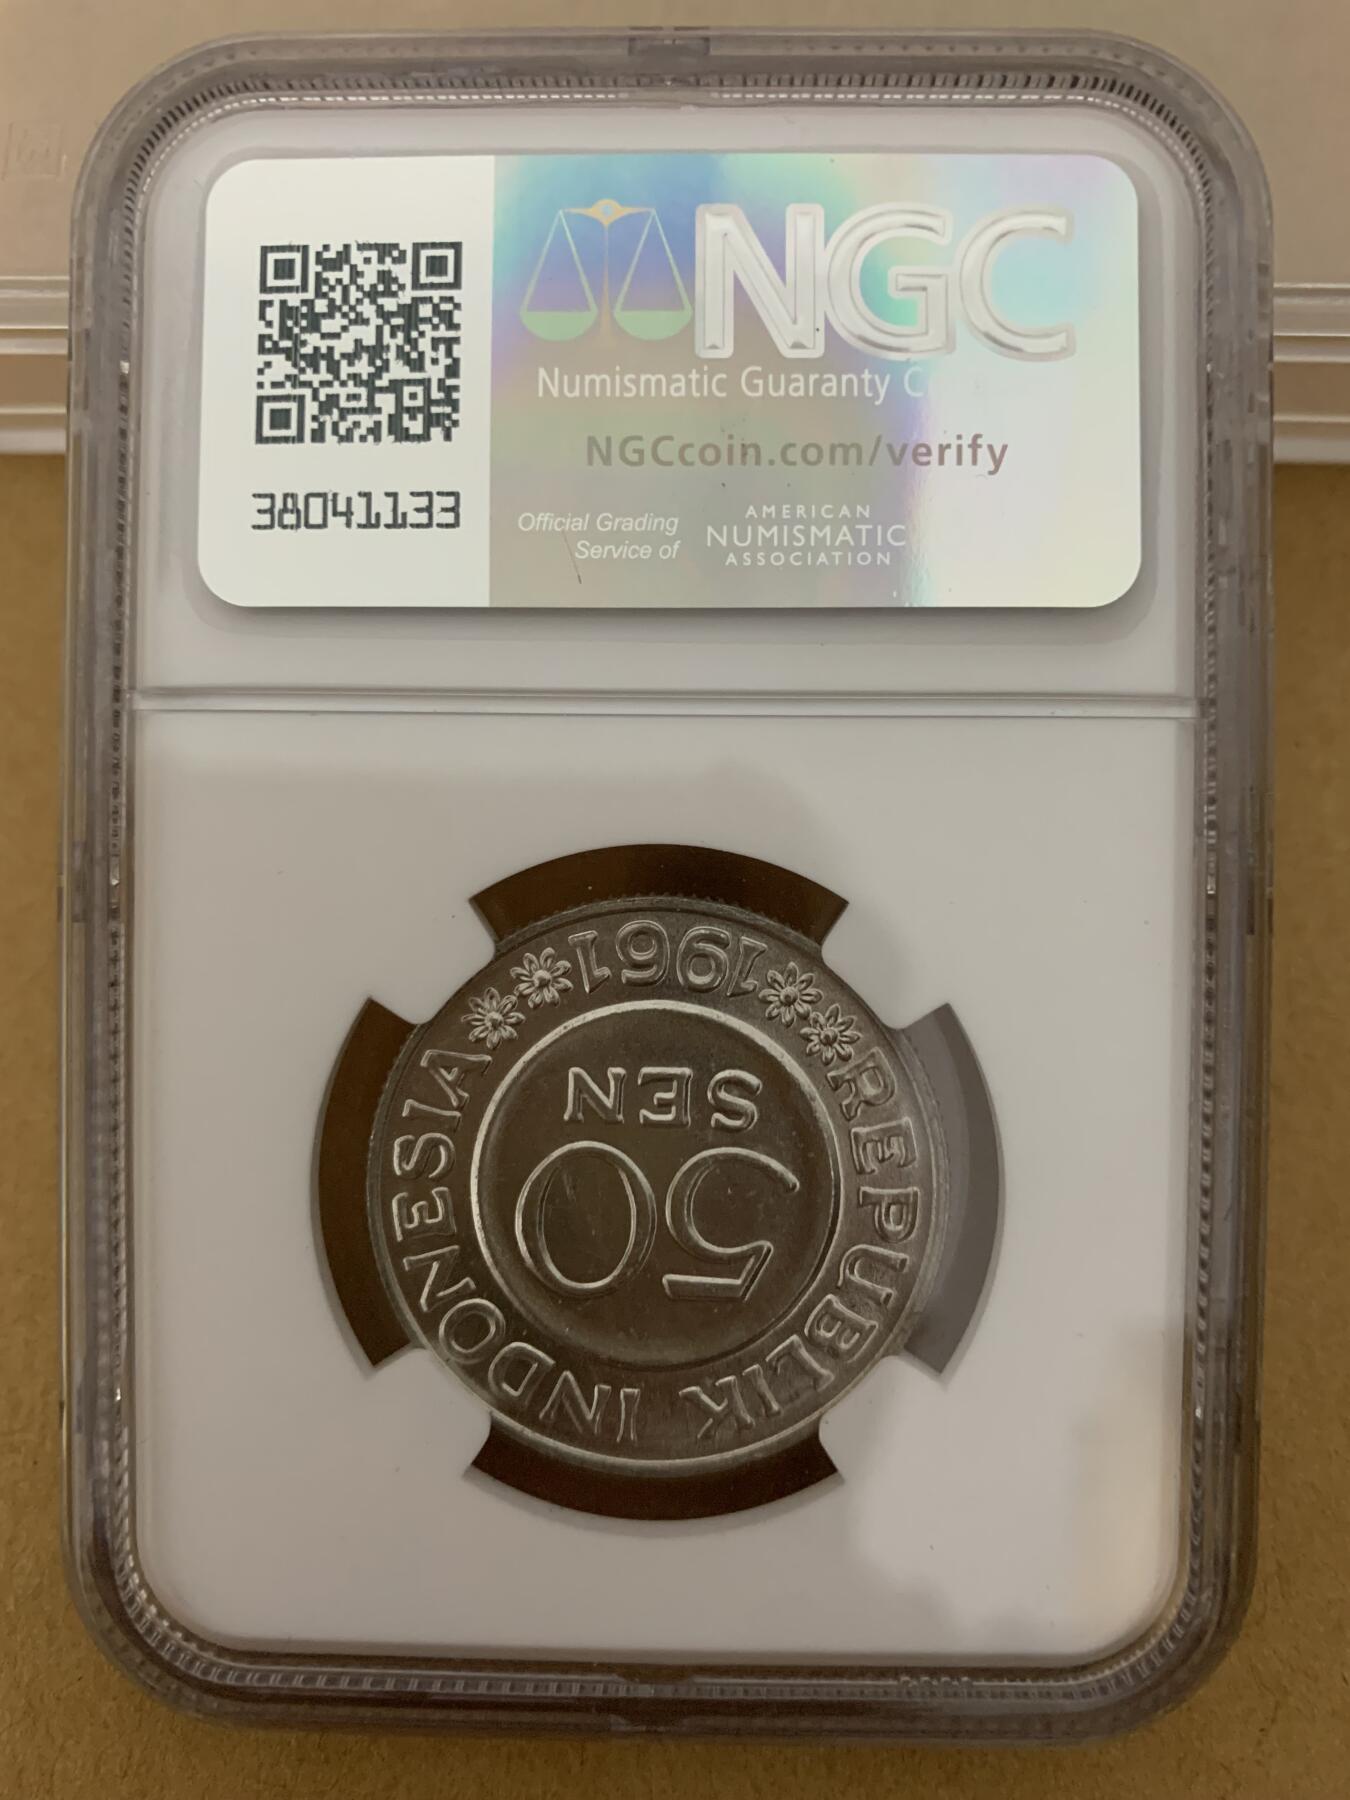 NGC
Numismatic Guaranty
NGCcoin.com/verify
38041133
Official Grading
Service of
AMERICAN
NUMISMATIC
ASSOCIATION
1961
SEN
50
REPUBLIK INDONESIA